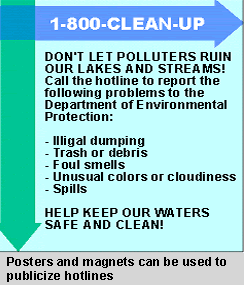 1-800-CLEAN-UP
DON'T LET POLLUTERS RUIN
OUR LAKES AND STREAMS!
Call the hotline to report the
following problems to the
Department of Environmental
Protection:
- Illigal dumping
- Trash or debris
- Foul smells
- Unusual colors or cloudiness
- Spills
HELP KEEP OUR WATERS
SAFE AND CLEAN!
Posters and magnets can be used to
publicize hotlines